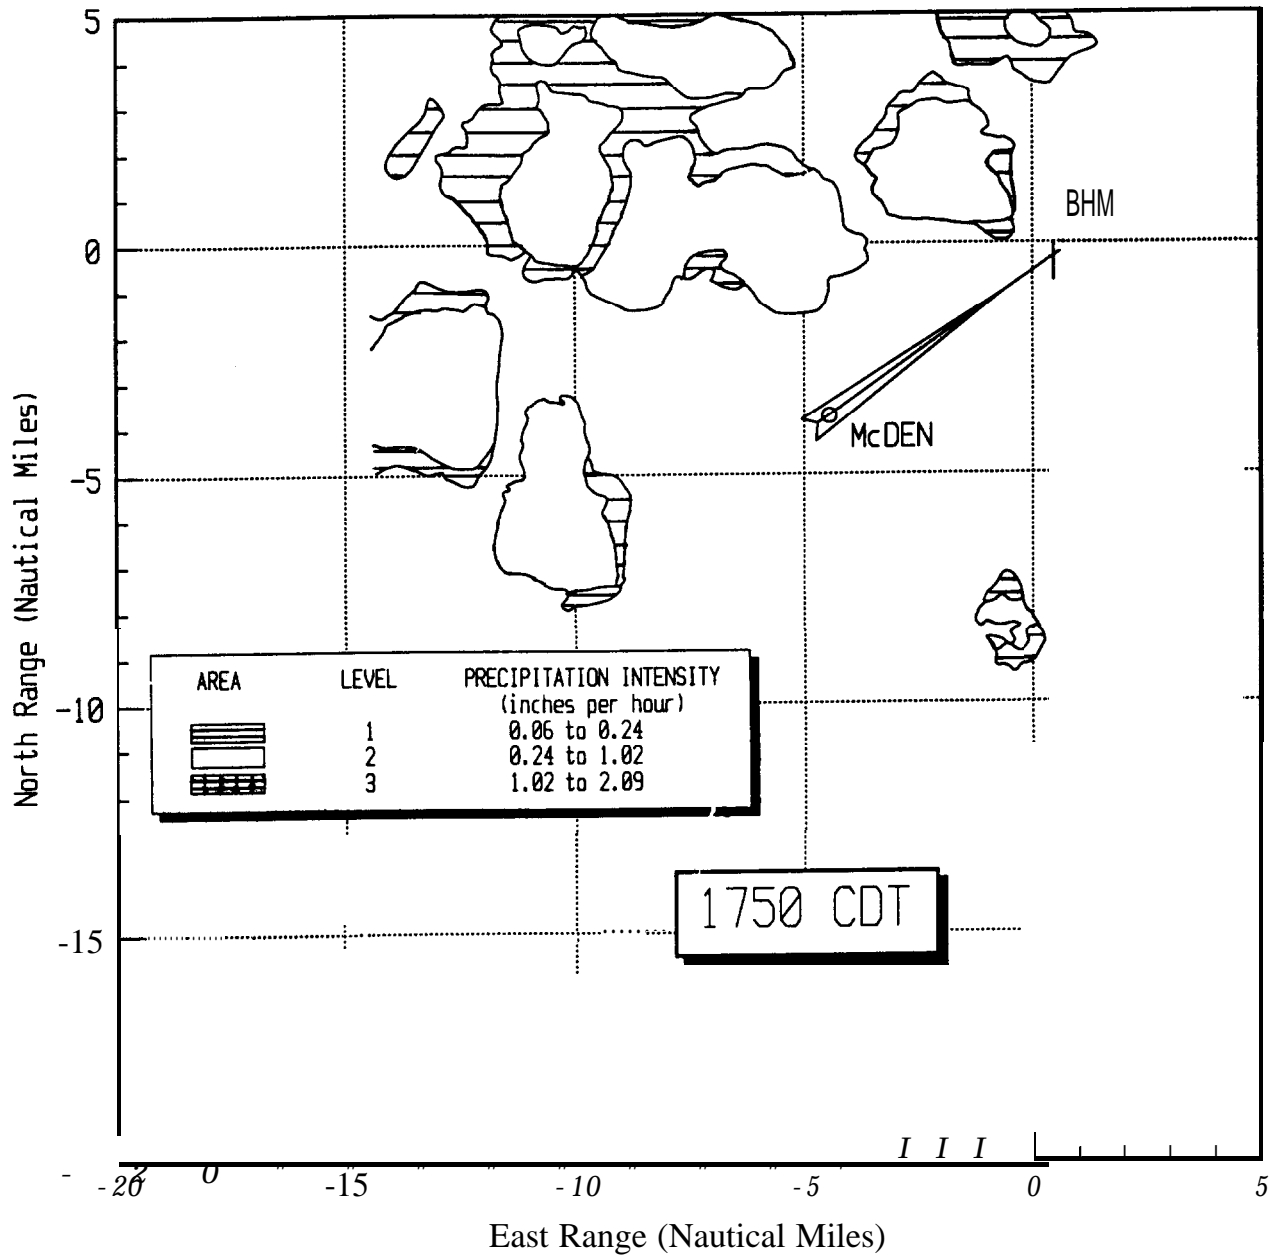 5
BHM
0
McDEN
North Range (Nautical Miles)
-5
AREA LEVEL PRECIPITATION INTENSITY
(inches per hour)
1 0.06 to 0.24
2 0.24 to 1.02
3 1.02 to 2.09
-10
1750 CDT
-15
I I I
-20 0 -15 -10 -5 0 5
East Range (Nautical Miles)